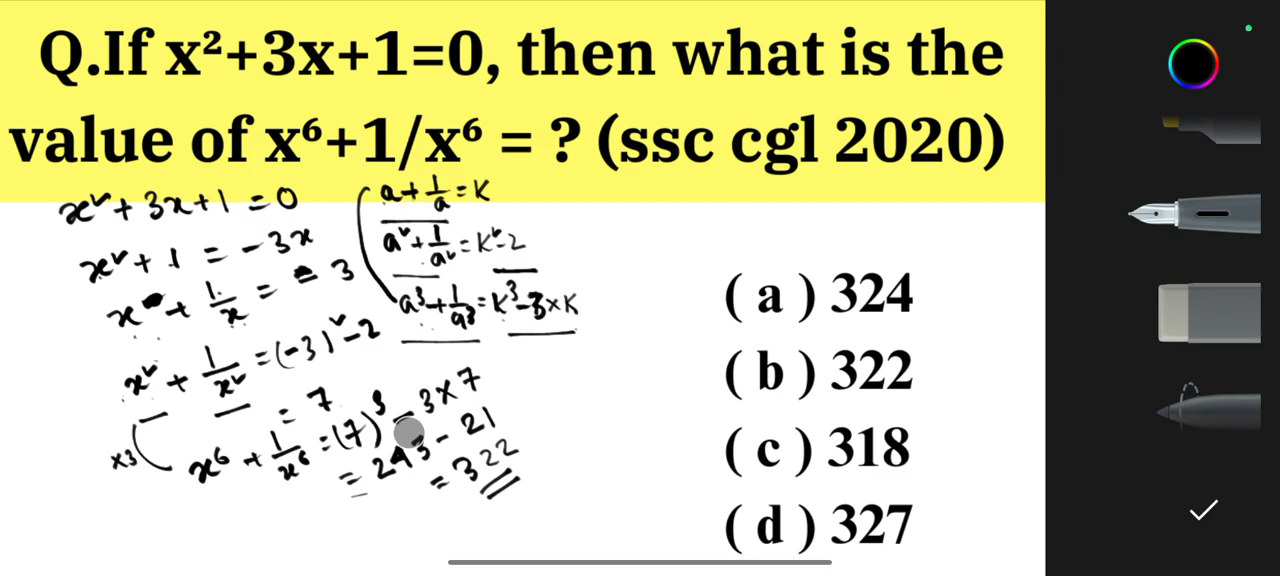 Q.If x²+3x+1=0, then what is the
value of x⁶+1/x⁶ = ? (ssc cgl 2020)
x²+3x+1=0
x²+1 = -3x
x + 1/x = -3
x² + 1/x² = (-3)²-2
= 7
x3
x⁶ + 1/x⁶ = (7)³ - 3×7
= 243 - 21
= 322
a + 1/a = K
a² + 1/a² = K²-2
a³ + 1/a³ = K³-3×K
( a ) 324
( b ) 322
( c ) 318
( d ) 327